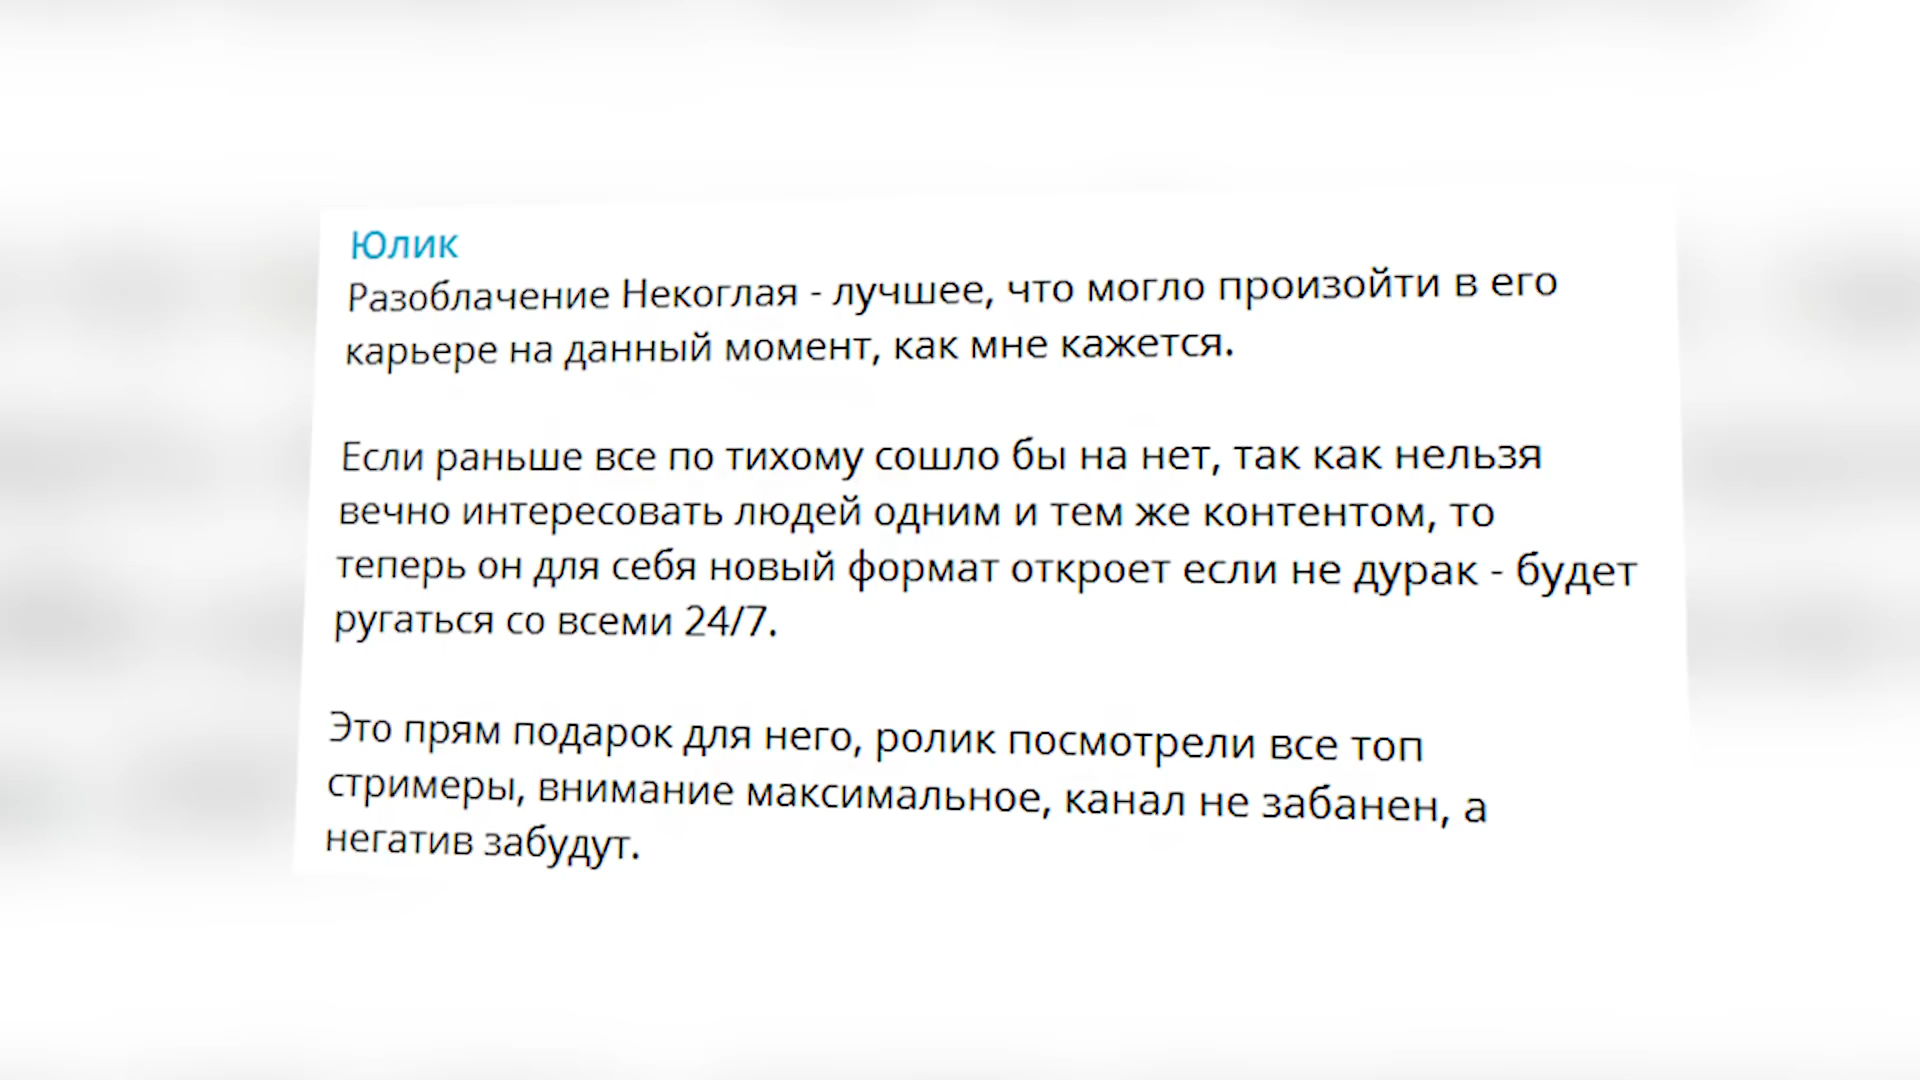 Юлик
Разоблачение Некоглая - лучшее, что могло произойти в его
карьере на данный момент, как мне кажется.
Если раньше все по тихому сошло бы на нет, так как нельзя
вечно интересовать людей одним и тем же контентом, то
теперь он для себя новый формат откроет если не дурак - будет
ругаться со всеми 24/7.
Это прям подарок для него, ролик посмотрели все топ
стримеры, внимание максимальное, канал не забанен, а
негатив забудут.